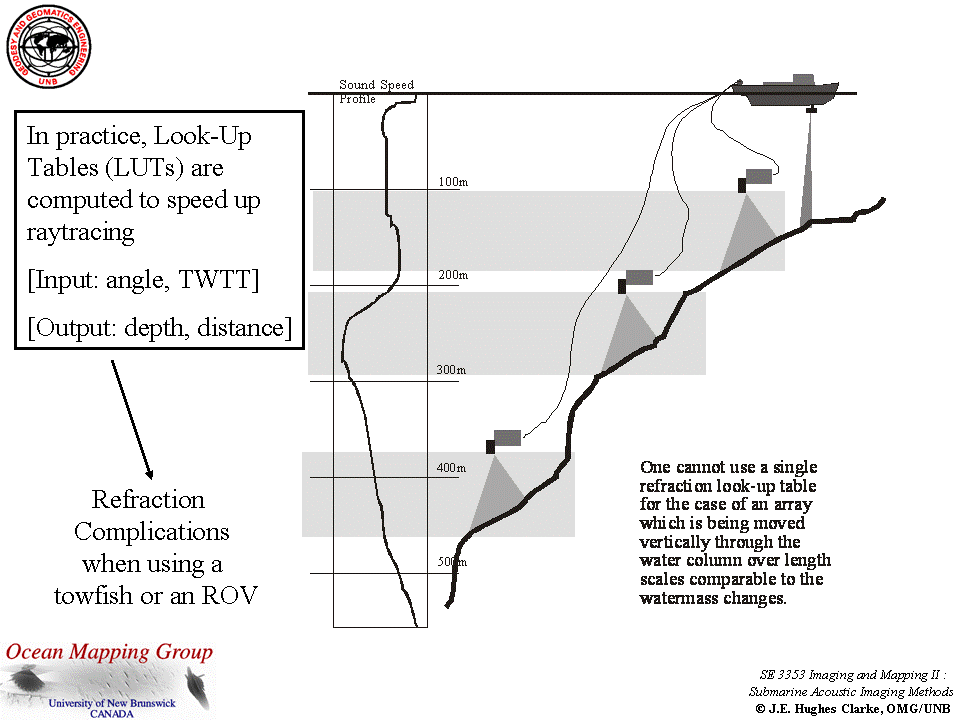 GEODESY AND GEOMATICS ENGINEERING
UNB
Sound Speed
Profile
In practice, Look-Up
Tables (LUTs) are
computed to speed up
raytracing
[Input: angle, TWTT]
[Output: depth, distance]
100m
200m
300m
400m
500m
Refraction
Complications
when using a
towfish or an ROV
One cannot use a single
refraction look-up table
for the case of an array
which is being moved
vertically through the
water column over length
scales comparable to the
watermass changes.
Ocean Mapping Group
University of New Brunswick
CANADA
SE 3353 Imaging and Mapping II :
Submarine Acoustic Imaging Methods
© J.E. Hughes Clarke, OMG/UNB